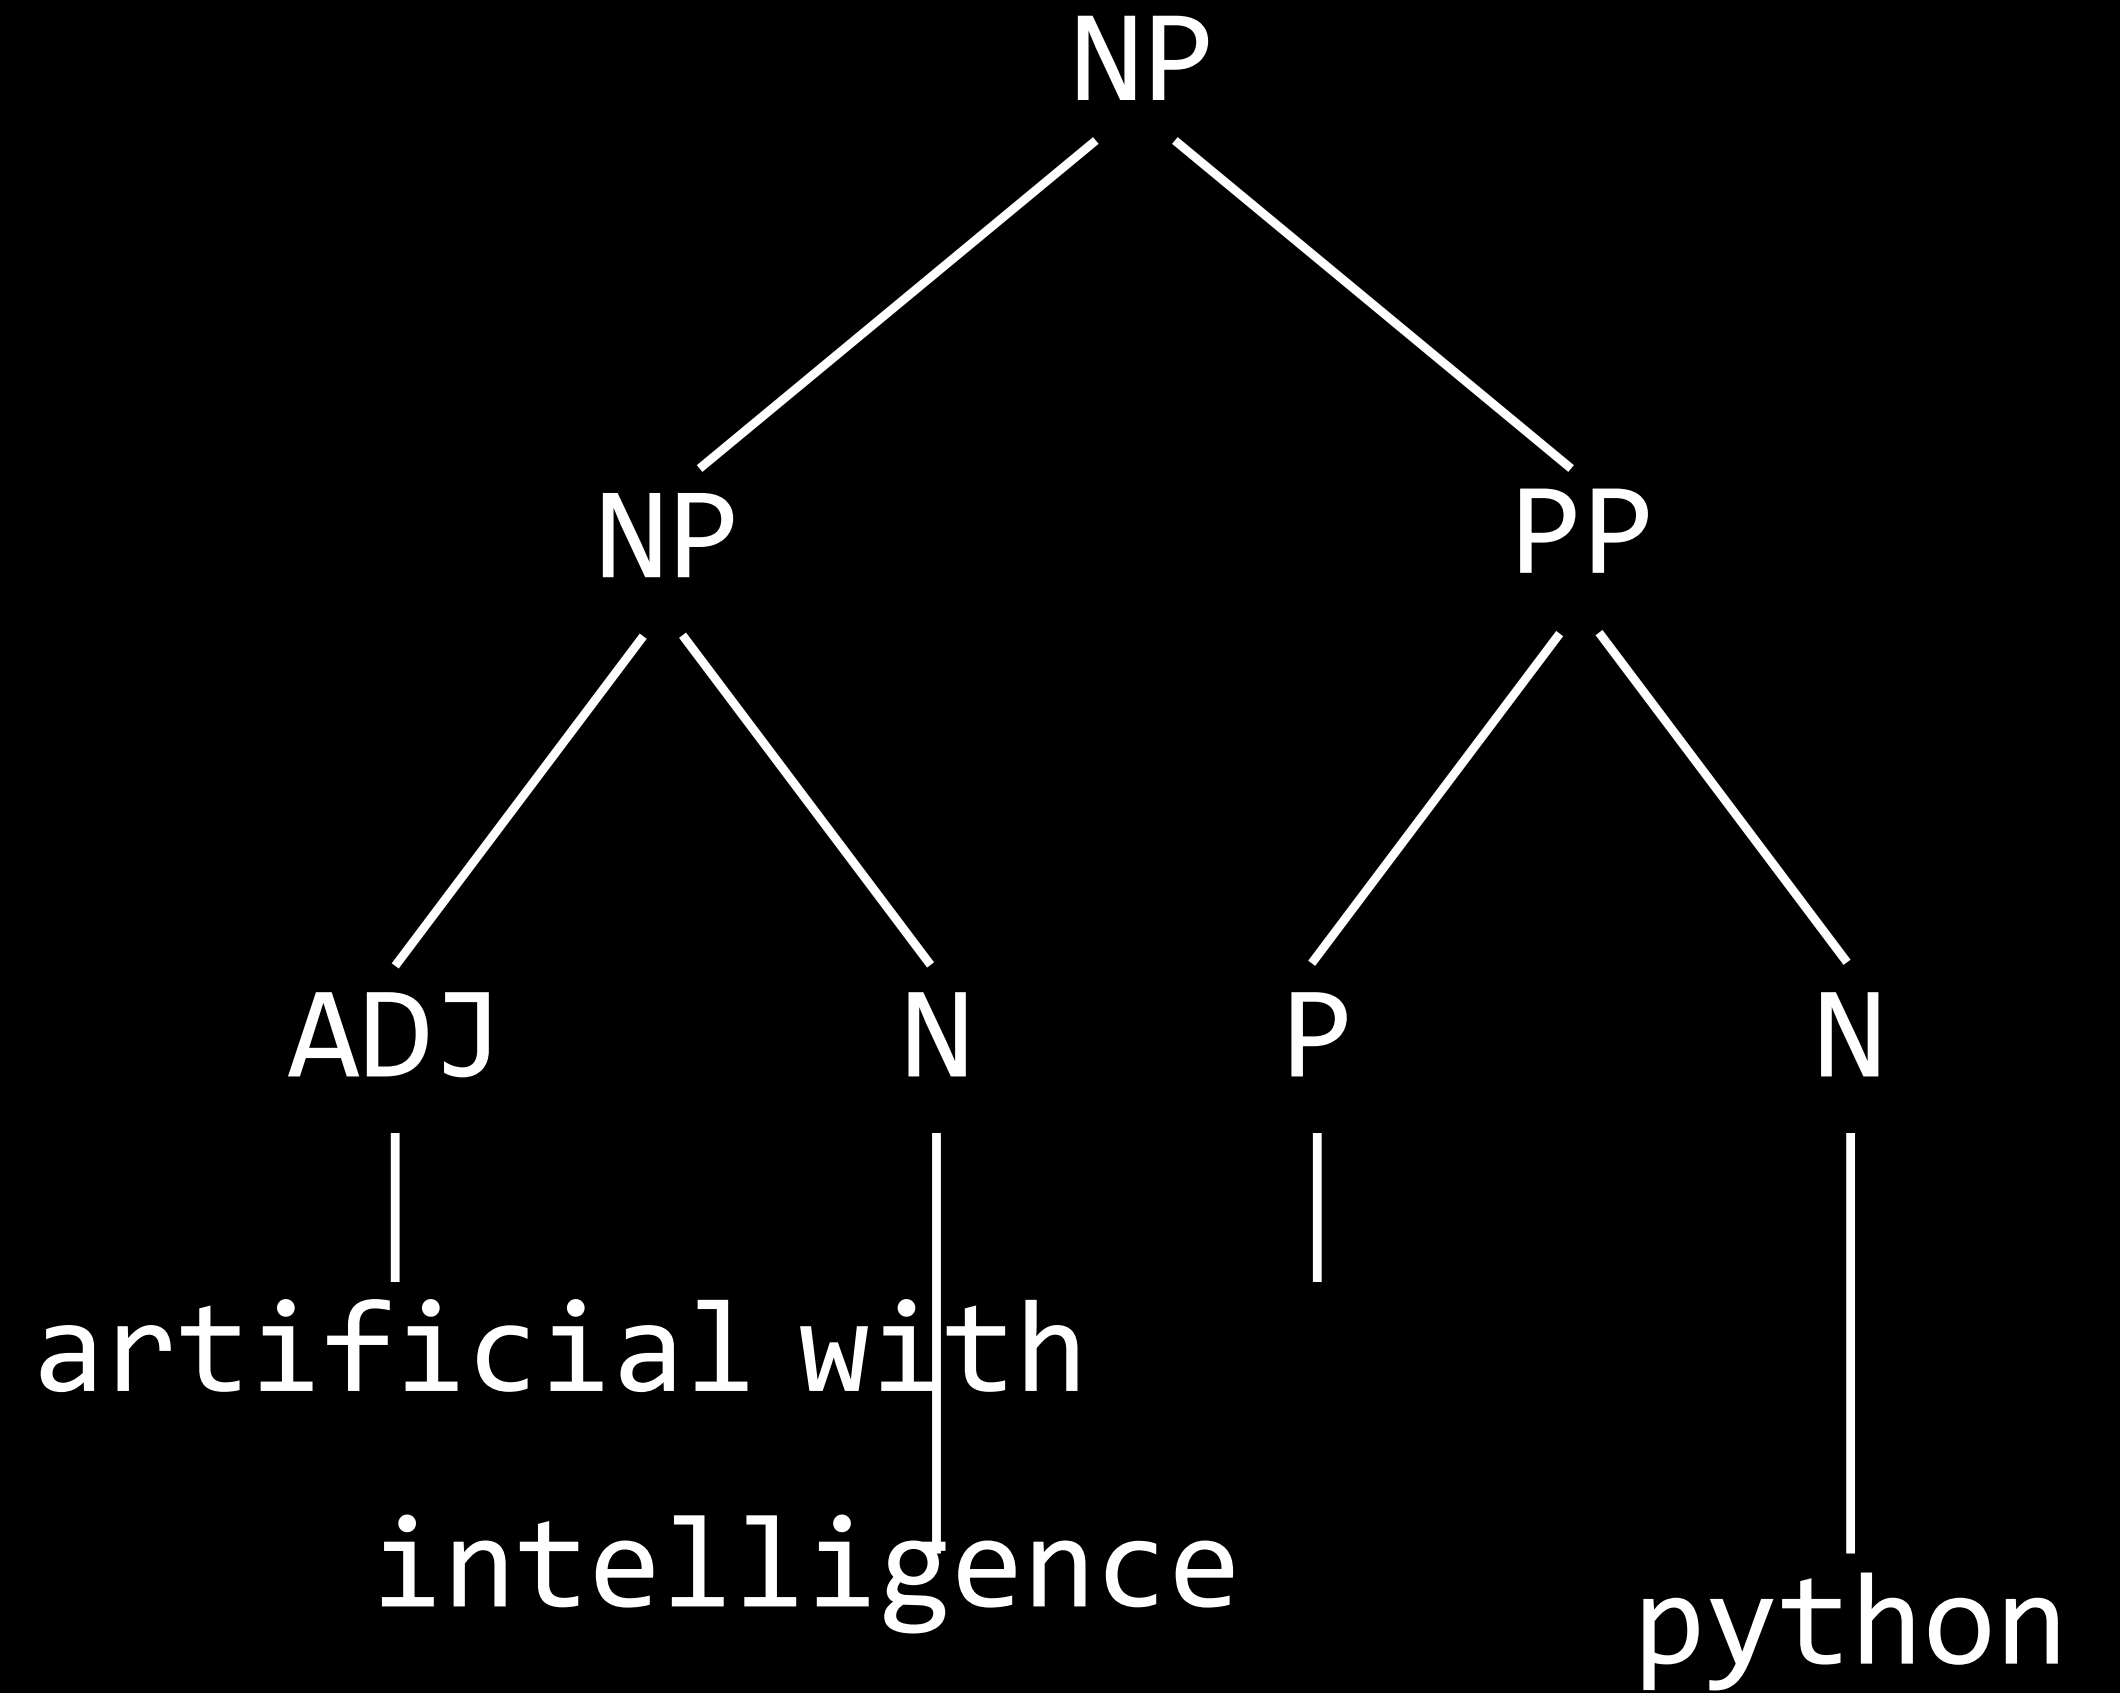 NP
NP PP
ADJ N P N
artificial with
intelligence
python